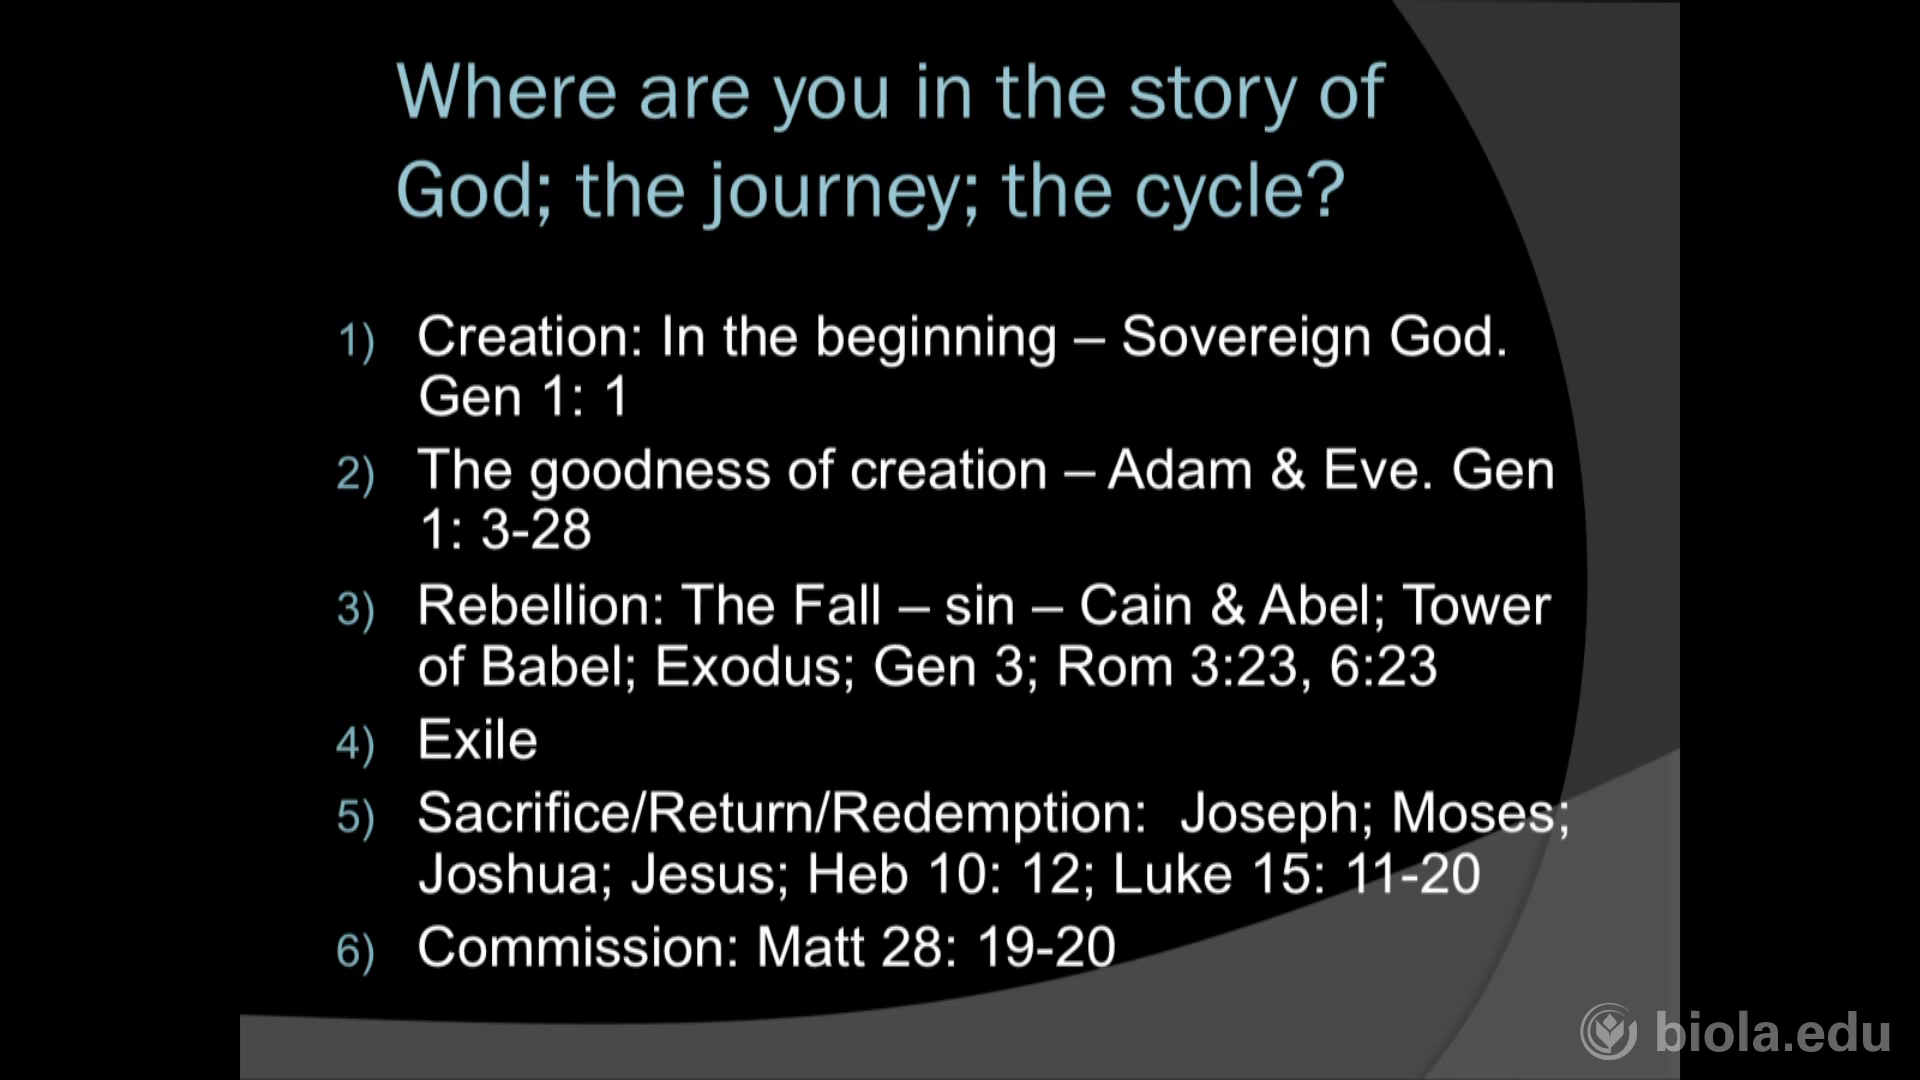 Where are you in the story of
God; the journey; the cycle?
1) Creation: In the beginning – Sovereign God.
Gen 1: 1
2) The goodness of creation – Adam & Eve. Gen
1: 3-28
3) Rebellion: The Fall – sin – Cain & Abel; Tower
of Babel; Exodus; Gen 3; Rom 3:23, 6:23
4) Exile
5) Sacrifice/Return/Redemption:  Joseph; Moses;
Joshua; Jesus; Heb 10: 12; Luke 15: 11-20
6) Commission: Matt 28: 19-20
biola.edu